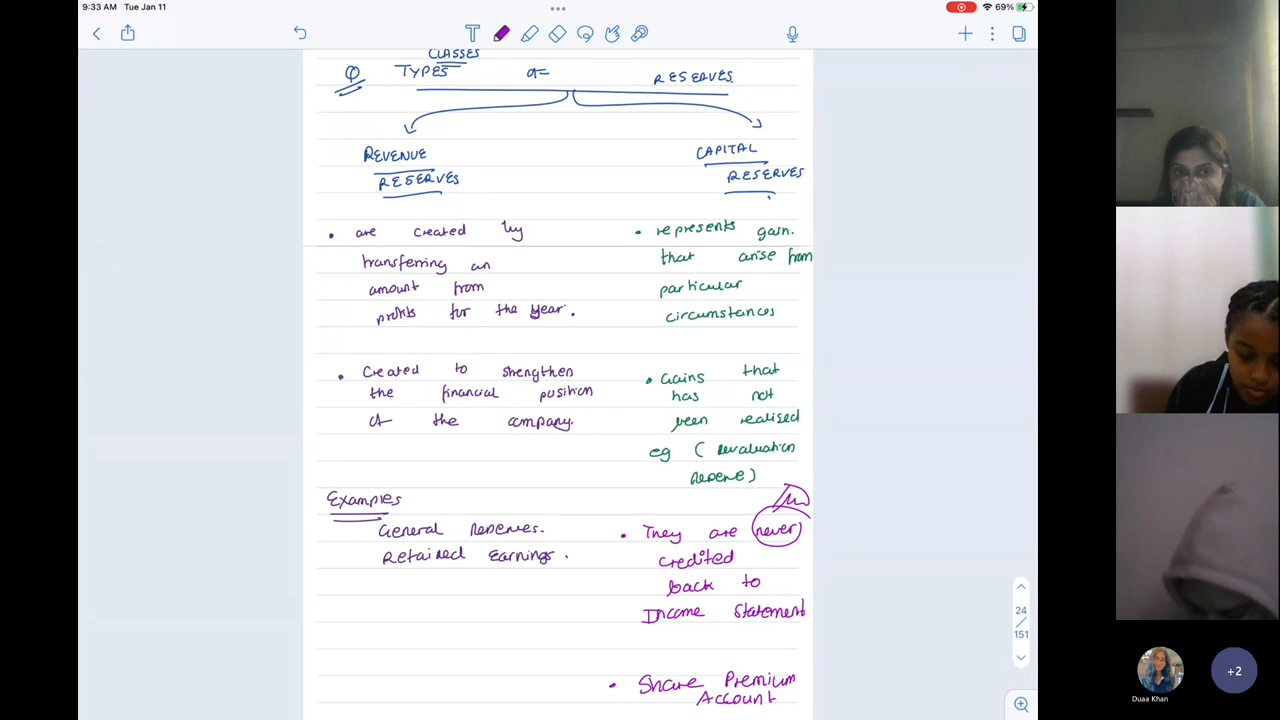 9:33 AM Tue Jan 11
69%
CLASSES
Q TYPES OF RESERVES
REVENUE
RESERVES
CAPITAL
RESERVES
• are created by
transferring an
amount from
profits for the year.
• represents gain.
that arise from
particular
circumstances
• Created to strengthen
the financial position
of the company.
• Gains that
has not
been realised
eg ( revaluation
reserve)
Examples
General Reserves.
Retained Earnings.
• They are never
credited
back to
Income Statement
• Share Premium
Account
24
/
151
Duaa Khan
+2